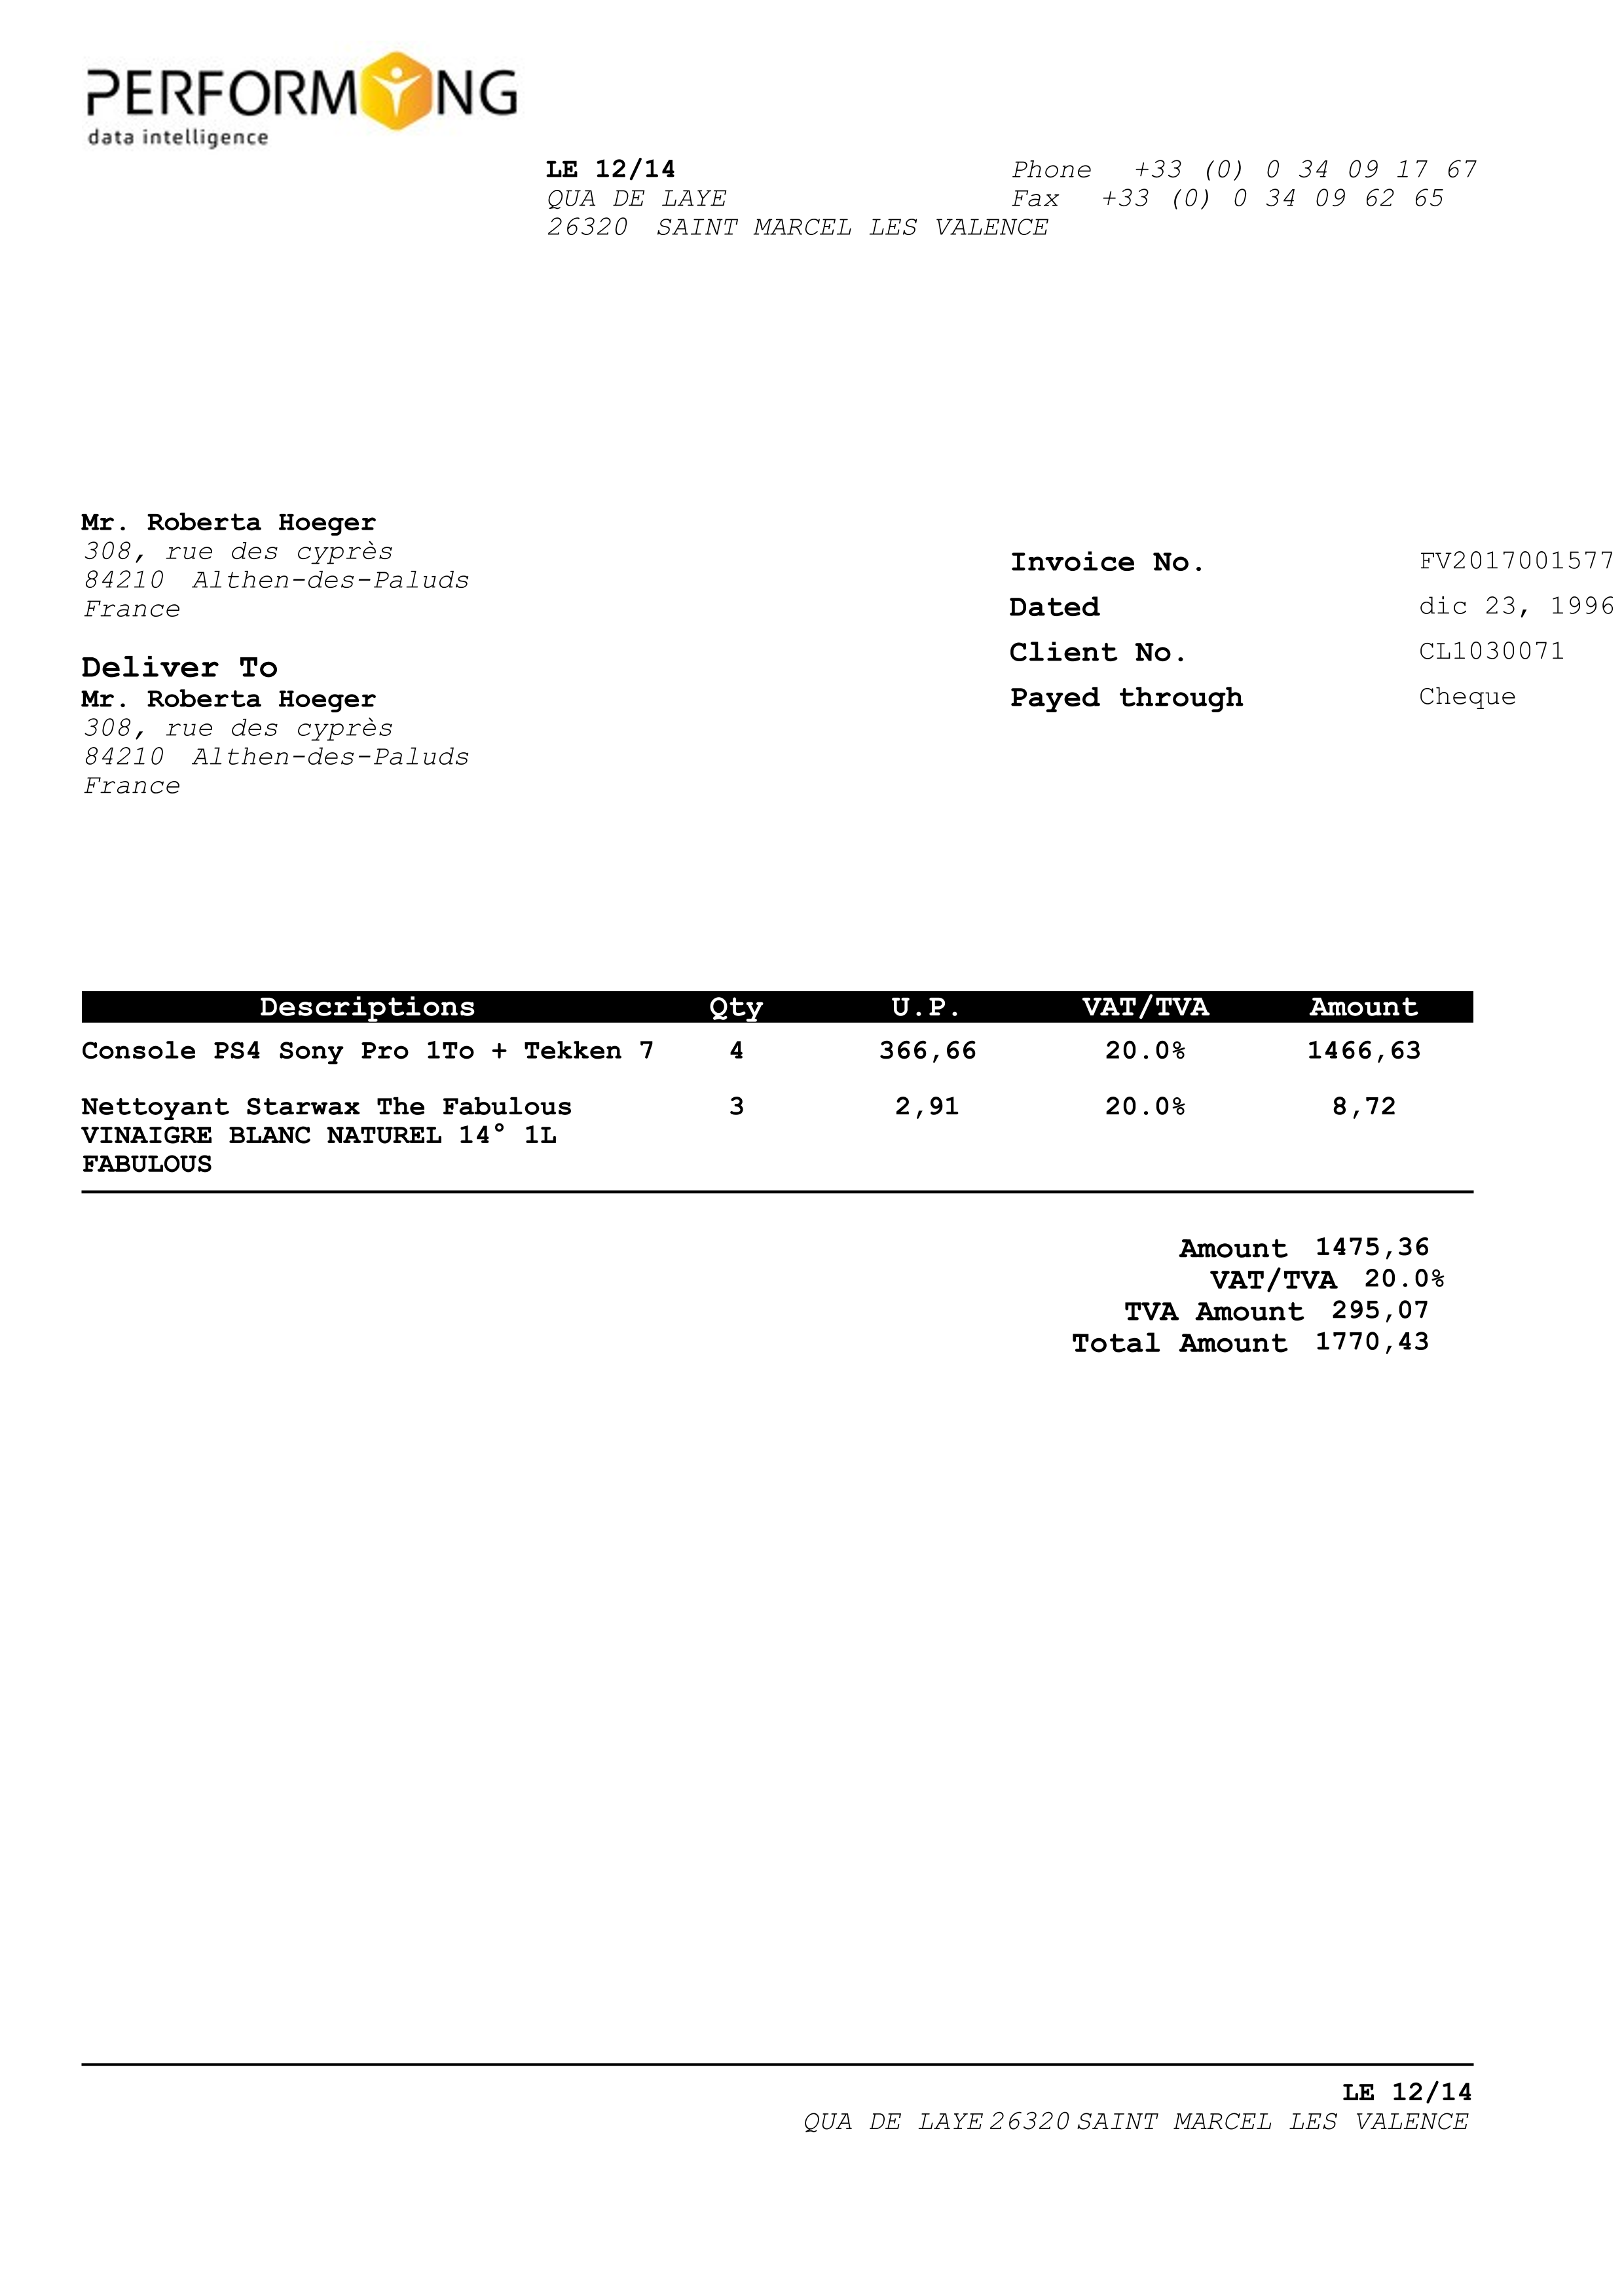 PERFORMING
data intelligence
LE 12/14
QUA DE LAYE
26320 SAINT MARCEL LES VALENCE
Phone +33 (0) 0 34 09 17 67
Fax +33 (0) 0 34 09 62 65
Mr. Roberta Hoeger
308, rue des cyprès
84210 Althen-des-Paluds
France
Deliver To
Mr. Roberta Hoeger
308, rue des cyprès
84210 Althen-des-Paluds
France
Invoice No. FV2017001577
Dated dic 23, 1996
Client No. CL1030071
Payed through Cheque
Descriptions Qty U.P. VAT/TVA Amount
Console PS4 Sony Pro 1To + Tekken 7 4 366,66 20.0% 1466,63
Nettoyant Starwax The Fabulous 3 2,91 20.0% 8,72
VINAIGRE BLANC NATUREL 14° 1L
FABULOUS
Amount 1475,36
VAT/TVA 20.0%
TVA Amount 295,07
Total Amount 1770,43
LE 12/14
QUA DE LAYE 26320 SAINT MARCEL LES VALENCE